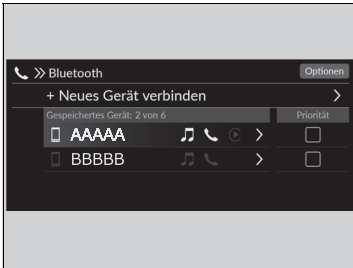 Bluetooth
Optionen
+ Neues Gerät verbinden
Gespeichertes Gerät: 2 von 6
Priorität
AAAAA
BBBBB